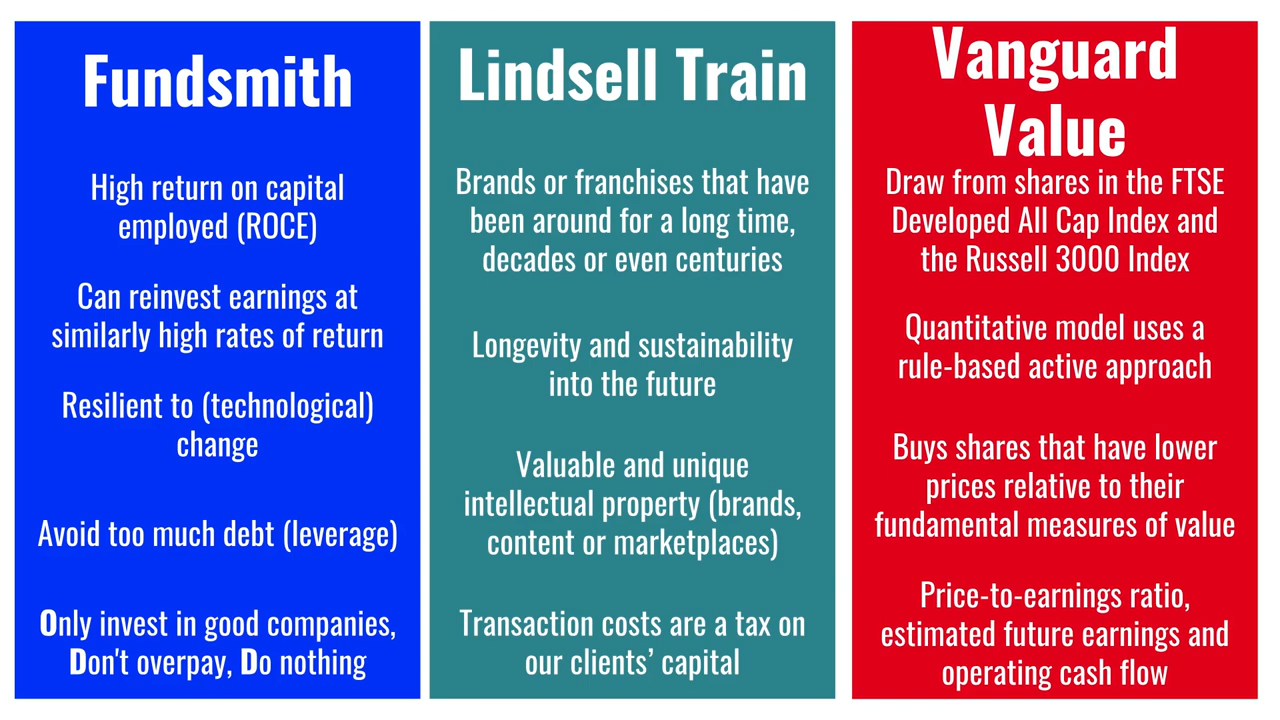 Fundsmith
High return on capital
employed (ROCE)
Can reinvest earnings at
similarly high rates of return
Resilient to (technological)
change
Avoid too much debt (leverage)
Only invest in good companies,
Don't overpay, Do nothing
Lindsell Train
Brands or franchises that have
been around for a long time,
decades or even centuries
Longevity and sustainability
into the future
Valuable and unique
intellectual property (brands,
content or marketplaces)
Transaction costs are a tax on
our clients’ capital
Vanguard
Value
Draw from shares in the FTSE
Developed All Cap Index and
the Russell 3000 Index
Quantitative model uses a
rule-based active approach
Buys shares that have lower
prices relative to their
fundamental measures of value
Price-to-earnings ratio,
estimated future earnings and
operating cash flow